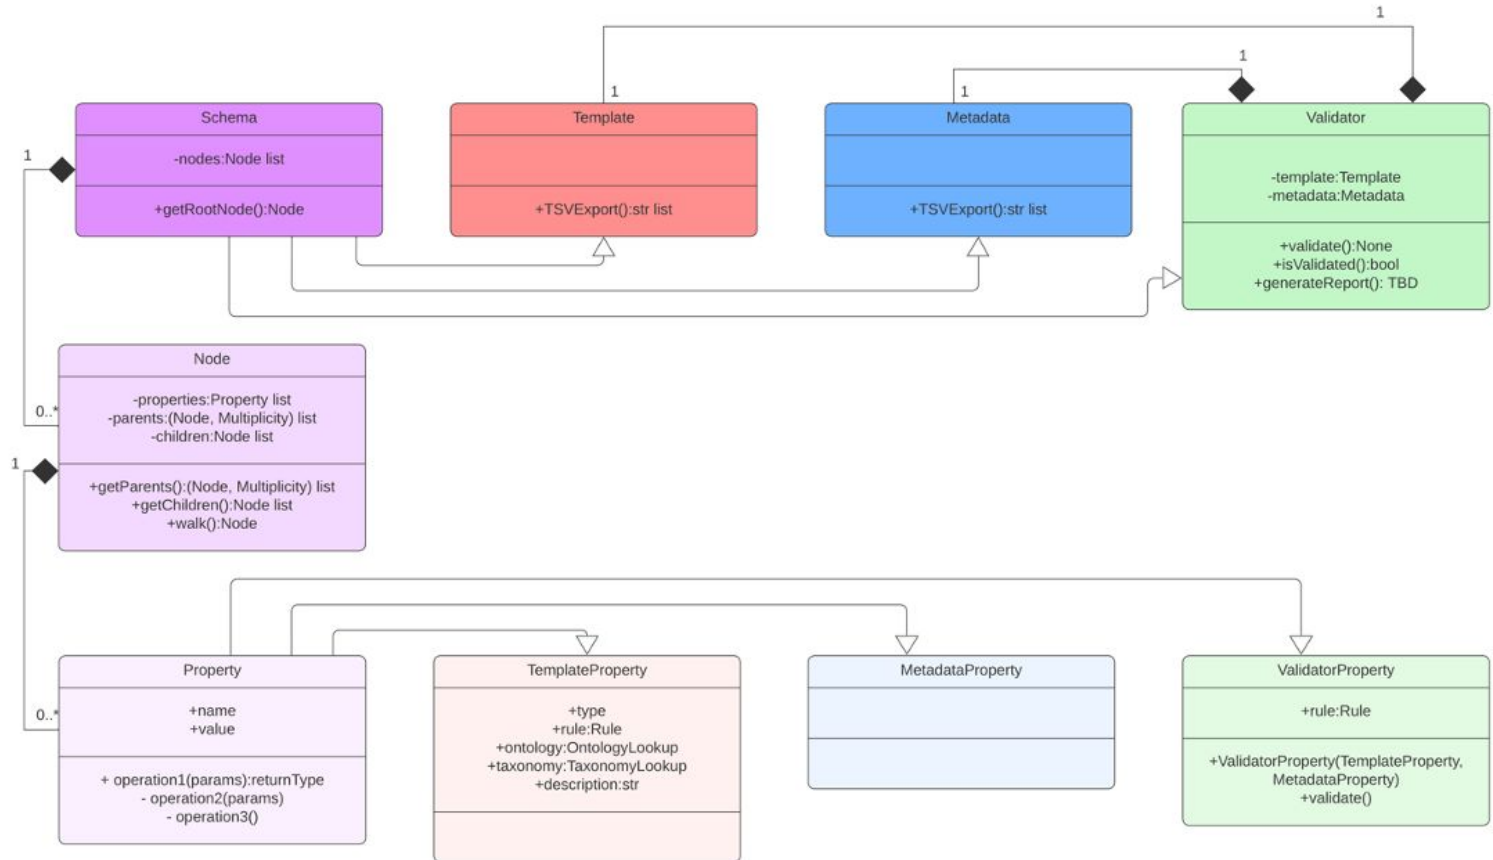 1
1
1
1
Schema
-nodes:Node list
+getRootNode():Node
Template
+TSVExport():str list
Metadata
+TSVExport():str list
Validator
-template:Template
-metadata:Metadata
+validate():None
+isValidated():bool
+generateReport(): TBD
1
0..*
Node
-properties:Property list
-parents:(Node, Multiplicity) list
-children:Node list
+getParents():(Node, Multiplicity) list
+getChildren():Node list
+walk():Node
1
0..*
Property
+name
+value
+ operation1(params):returnType
- operation2(params)
- operation3()
TemplateProperty
+type
+rule:Rule
+ontology:OntologyLookup
+taxonomy:TaxonomyLookup
+description:str
MetadataProperty
ValidatorProperty
+rule:Rule
+ValidatorProperty(TemplateProperty,
MetadataProperty)
+validate()